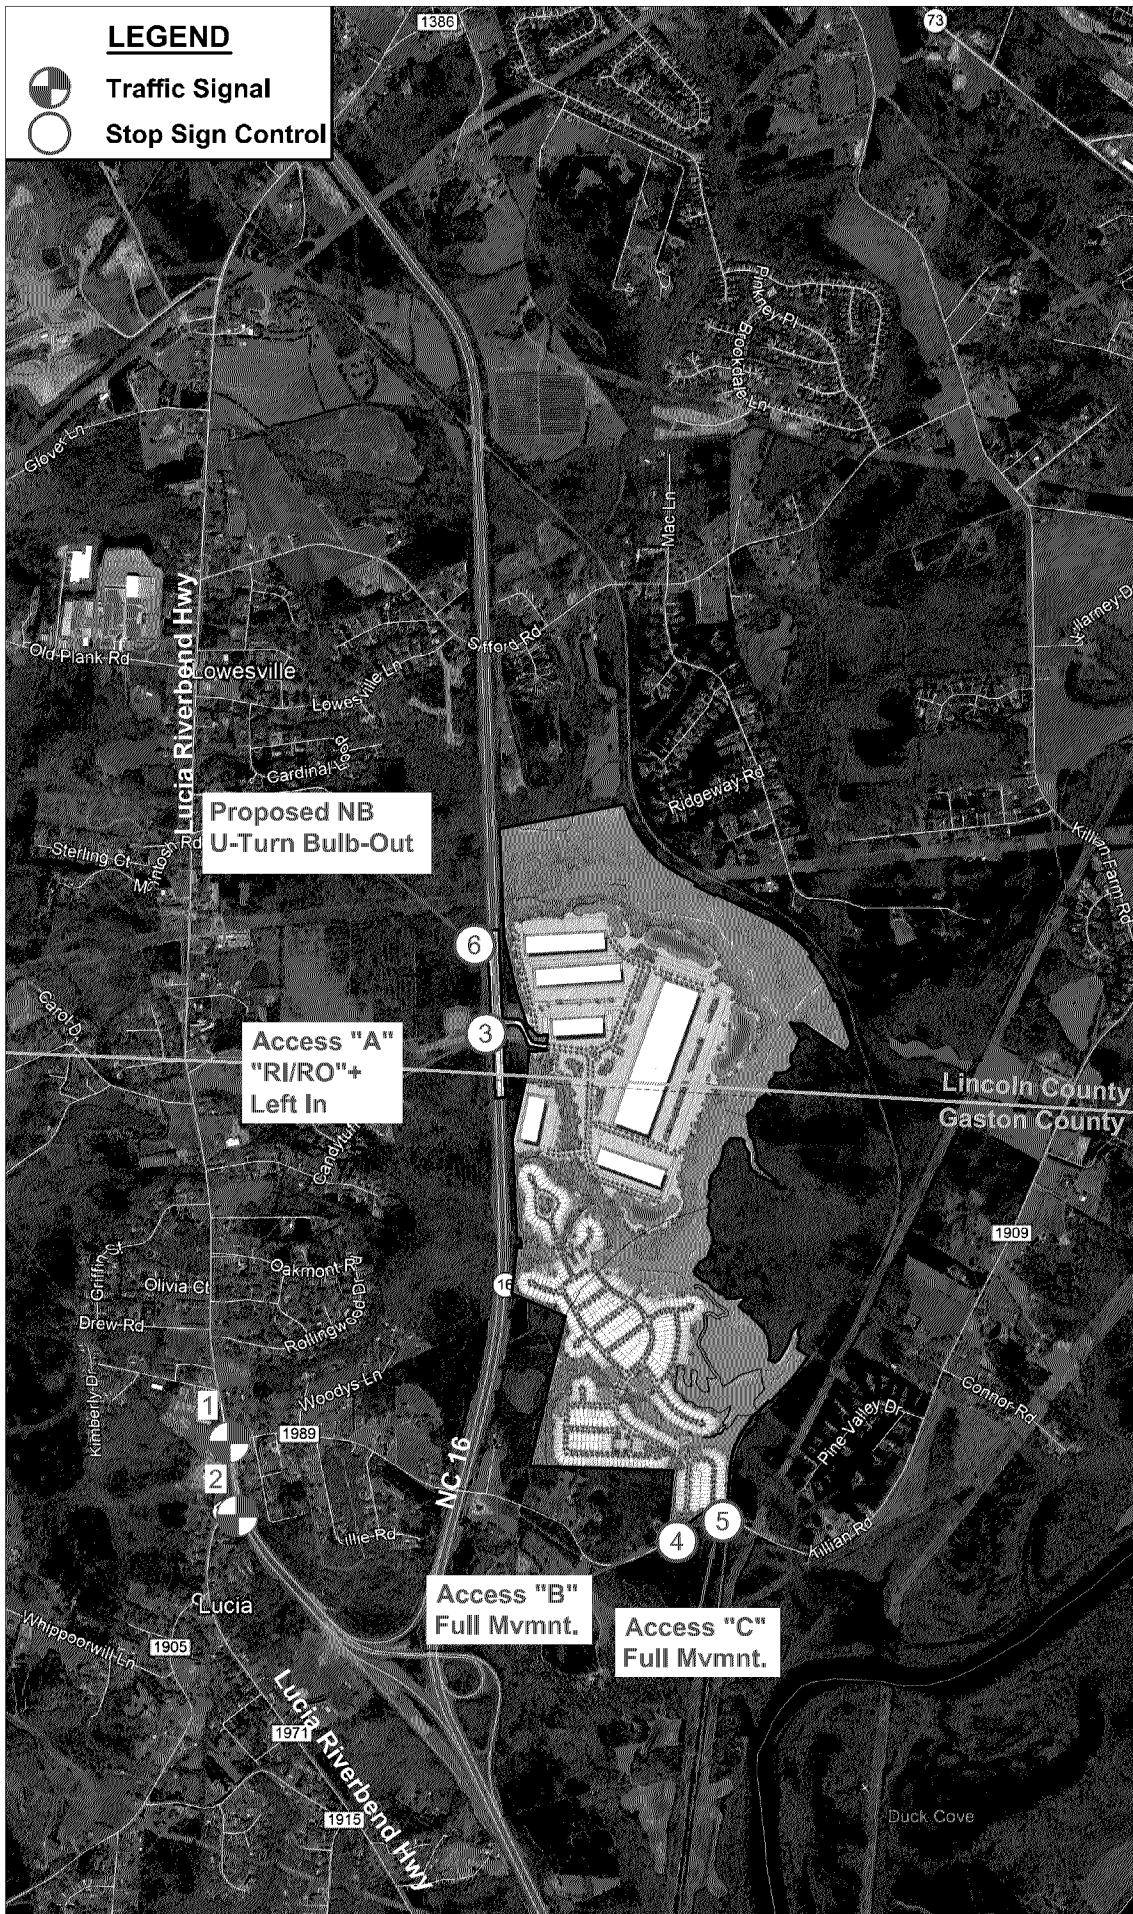 LEGEND
Traffic Signal
Stop Sign Control
1386
73
Pinkney Pl
Brookdale Ln
Glover Ln
Mac Ln
Lucia Riverbend Hwy
Sifford Rd
Killarney D
Old Plank Rd
Lowesville
Lowesville Ln
Cardinal Loop
Ridgeway Rd
Proposed NB
U-Turn Bulb-Out
Sterling Ct
McIntosh Rd
Killian Farm Rd
6
3
Carol D
Access "A"
"RI/RO"+
Left In
Lincoln County
Gaston County
Candytuft
1909
Griffin Ct
Oakmont R
Olivia Ct
16
Drew Rd
Rollingwood Dr
Kimberly Dr
Woodys Ln
Connor Rd
1
1989
Pine Valley Dr
2
NC 16
5
4
Killian Rd
illie Rd
Lucia
Access "B"
Full Mvmnt.
Access "C"
Full Mvmnt.
Whippoorwill Ln
1905
Lucia Riverbend Hwy
1971
1915
Duck Cove